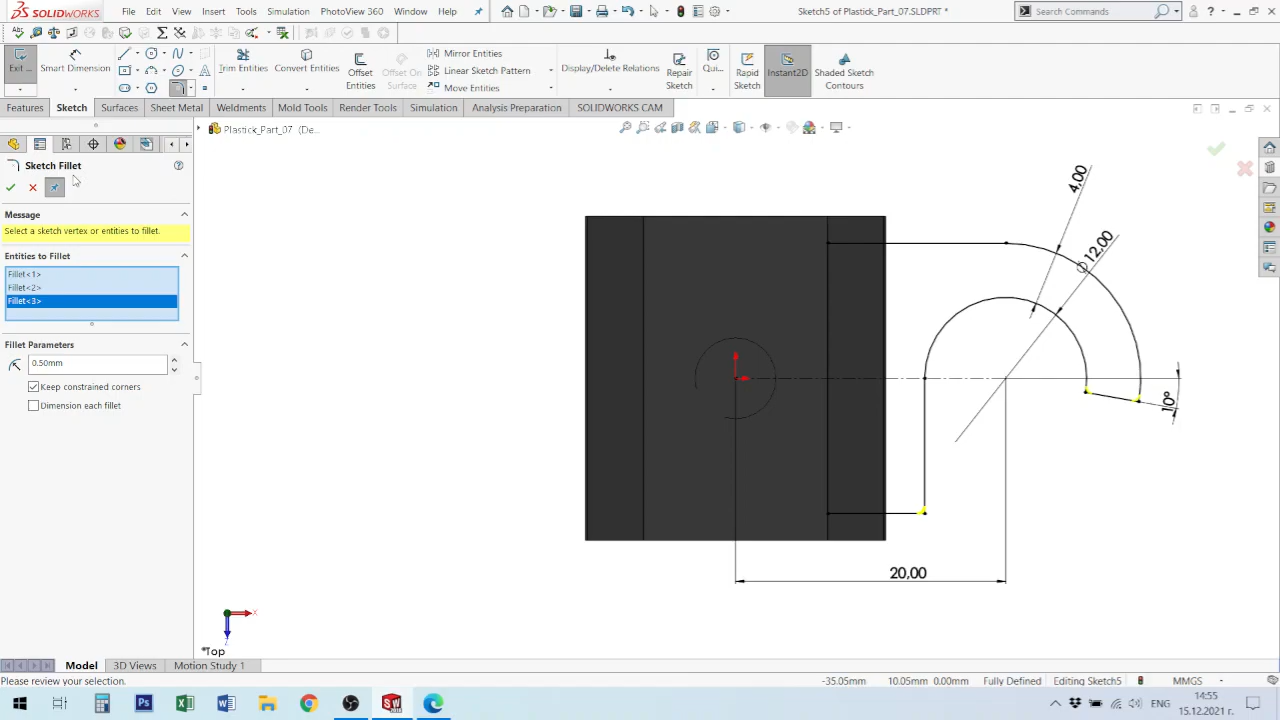 SOLIDWORKS File Edit View Insert Tools Simulation PhotoView 360 Window Help Sketch5 of Plastick_Part_07.SLDPRT * Search Commands
Exit ... Smart Dimension Trim Entities Convert Entities Offset Entities Offset On Surface Mirror Entities Linear Sketch Pattern Move Entities Display/Delete Relations Repair Sketch Qui... Rapid Sketch Instant2D Shaded Sketch Contours
Features Sketch Surfaces Sheet Metal Weldments Mold Tools Render Tools Simulation Analysis Preparation SOLIDWORKS CAM
Plastick_Part_07 (De...
Sketch Fillet
Message
Select a sketch vertex or entities to fillet.
Entities to Fillet
Fillet<1>
Fillet<2>
Fillet<3>
Fillet Parameters
0.50mm
Keep constrained corners
Dimension each fillet
4,00
12,00
10°
20,00
X
*Top
Model 3D Views Motion Study 1
Please review your selection. -35.05mm 10.05mm 0.00mm Fully Defined Editing Sketch5 MMGS
ENG 14:55
15.12.2021 г.